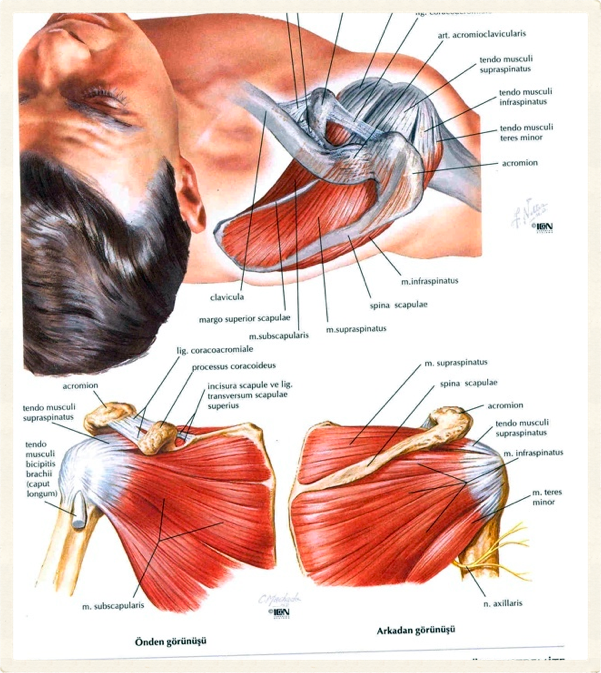 art. acromioclavicularis
tendo musculi
supraspinatus
tendo musculi
infraspinatus
tendo musculi
teres minor
acromion
ICON
m.infraspinatus
clavicula
spina scapulae
margo superior scapulae
m.supraspinatus
m.subscapularis
lig. coracoacromiale
processus coracoideus
acromion
incisura scapule ve lig.
transversum scapulae
superius
tendo musculi
supraspinatus
tendo
musculi
bicipitis
brachii
(caput
longum)
m. subscapularis
Önden görünüşü
m. supraspinatus
spina scapulae
acromion
tendo musculi
supraspinatus
m. infraspinatus
m. teres
minor
n. axillaris
ICON
Arkadan görünüşü